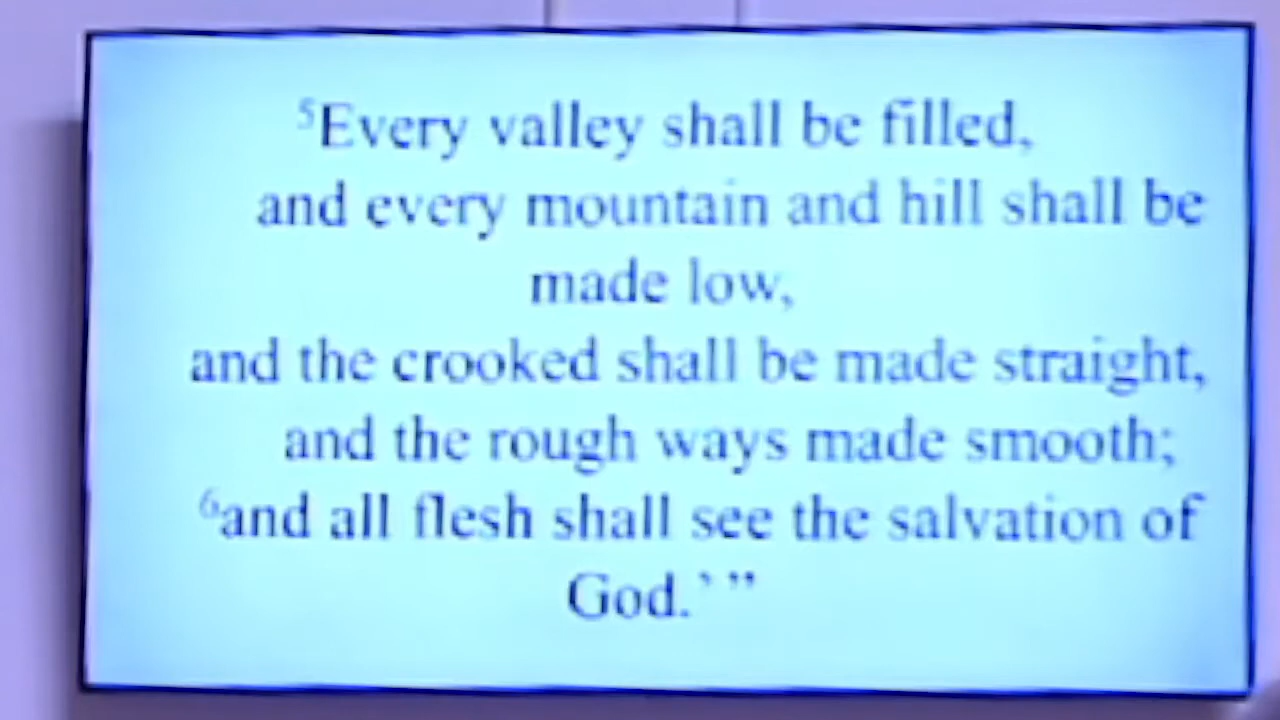 ⁵Every valley shall be filled,
and every mountain and hill shall be
made low,
and the crooked shall be made straight,
and the rough ways made smooth;
⁶and all flesh shall see the salvation of
God.’ ”